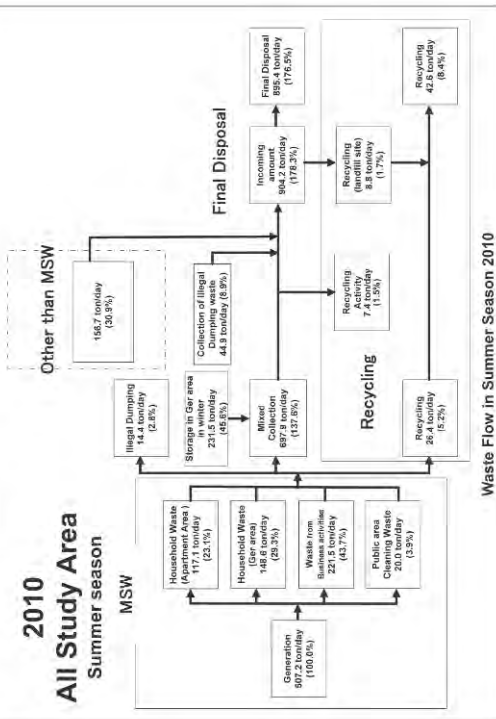 2010
All Study Area
Summer season
MSW
Generation
507.2 ton/day
(100.0%)
Household Waste
(Apartment Area )
117.1 ton/day
(23.1%)
Household Waste
(Ger area)
148.6 ton/day
(29.3%)
Waste from
Business activities
221.5 ton/day
(43.7%)
Public area
Cleaning Waste
20.0 ton/day
(3.9%)
Illegal Dumping
14.4 ton/day
(2.8%)
Storage in Ger area
in winter
231.5 ton/day
(45.6%)
Mixed
Collection
697.9 ton/day
(137.6%)
Recycling
26.4 ton/day
(5.2%)
Other than MSW
156.7 ton/day
(30.9%)
Collection of Illegal
Dumping waste
44.9 ton/day (8.9%)
Recycling
Recycling
Activity
7.4 ton/day
(1.5%)
Final Disposal
Incoming
amount
904.2 ton/day
(178.3%)
Recycling
(landfill site)
8.8 ton/day
(1.7%)
Final Disposal
895.4 ton/day
(176.5%)
Recycling
42.6 ton/day
(8.4%)
Waste Flow in Summer Season 2010